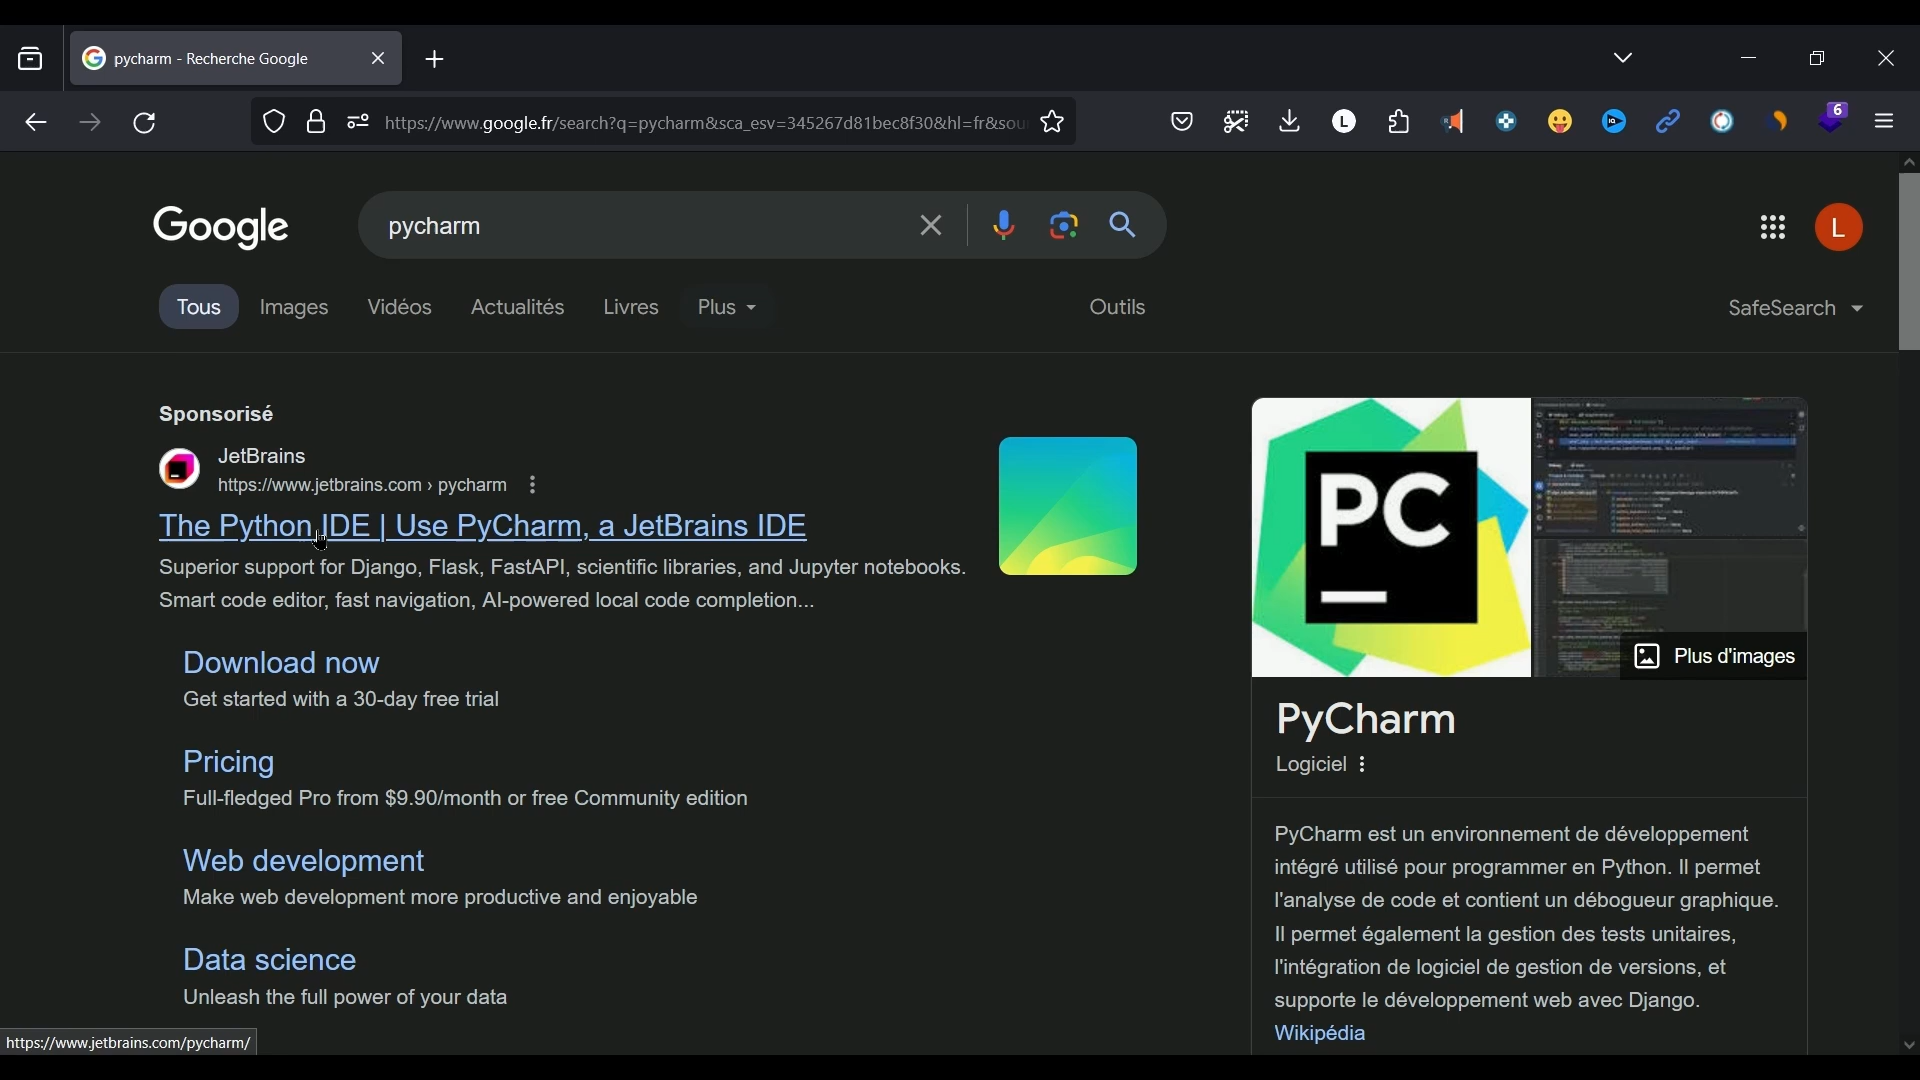 pycharm - Recherche Google
https://www.google.fr/search?q=pycharm&sca_esv=345267d81bec8f30&hl=fr&sou
L
6
Google
pycharm
L
Tous
Images
Vidéos
Actualités
Livres
Plus
Outils
SafeSearch
Sponsorisé
JetBrains
https://www.jetbrains.com › pycharm
The Python IDE | Use PyCharm, a JetBrains IDE
Superior support for Django, Flask, FastAPI, scientific libraries, and Jupyter notebooks.
Smart code editor, fast navigation, AI-powered local code completion...
Download now
Get started with a 30-day free trial
Pricing
Full-fledged Pro from $9.90/month or free Community edition
Web development
Make web development more productive and enjoyable
Data science
Unleash the full power of your data
PC
Plus d'images
PyCharm
Logiciel
PyCharm est un environnement de développement
intégré utilisé pour programmer en Python. Il permet
l'analyse de code et contient un débogueur graphique.
Il permet également la gestion des tests unitaires,
l'intégration de logiciel de gestion de versions, et
supporte le développement web avec Django.
Wikipédia
https://www.jetbrains.com/pycharm/